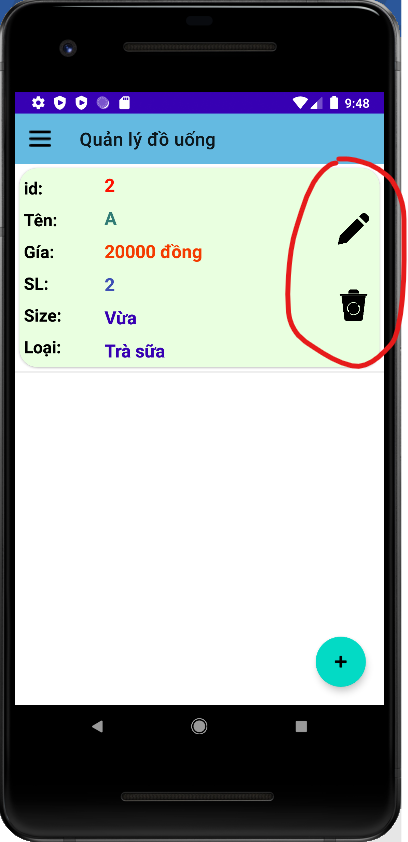 9:48
Quản lý đồ uống
id: 2
Tên: A
Gía: 20000 đồng
SL: 2
Size: Vừa
Loại: Trà sữa
+